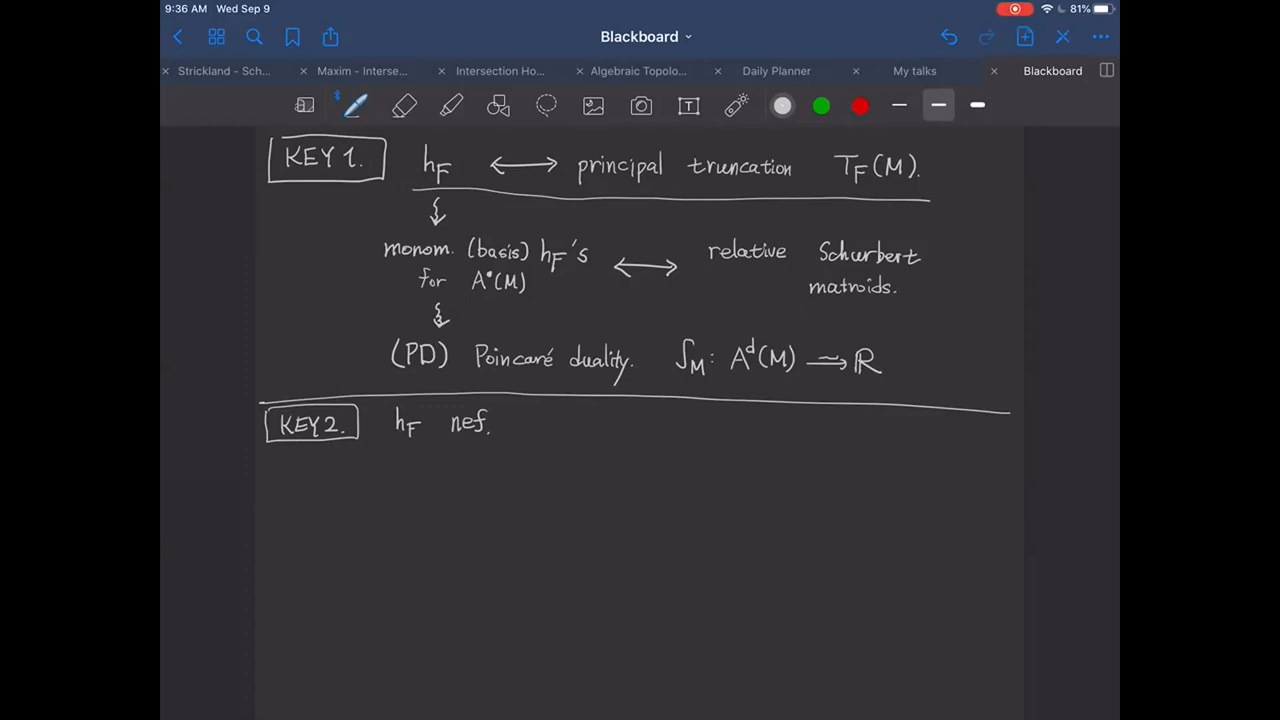 9:36 AM Wed Sep 9
81%
Blackboard
Strickland - Sch...
Maxim - Interse...
Intersection Ho...
Algebraic Topolo...
Daily Planner
My talks
Blackboard
KEY 1. h_F ⟷ principal truncation T_F(M).
monom. (basis) h_F's ⟷ relative Schurbert
for A•(M) matroids.
(PD) Poincaré duality. ∫_M : A^d(M) ⥲ ℝ
KEY 2. h_F nef.